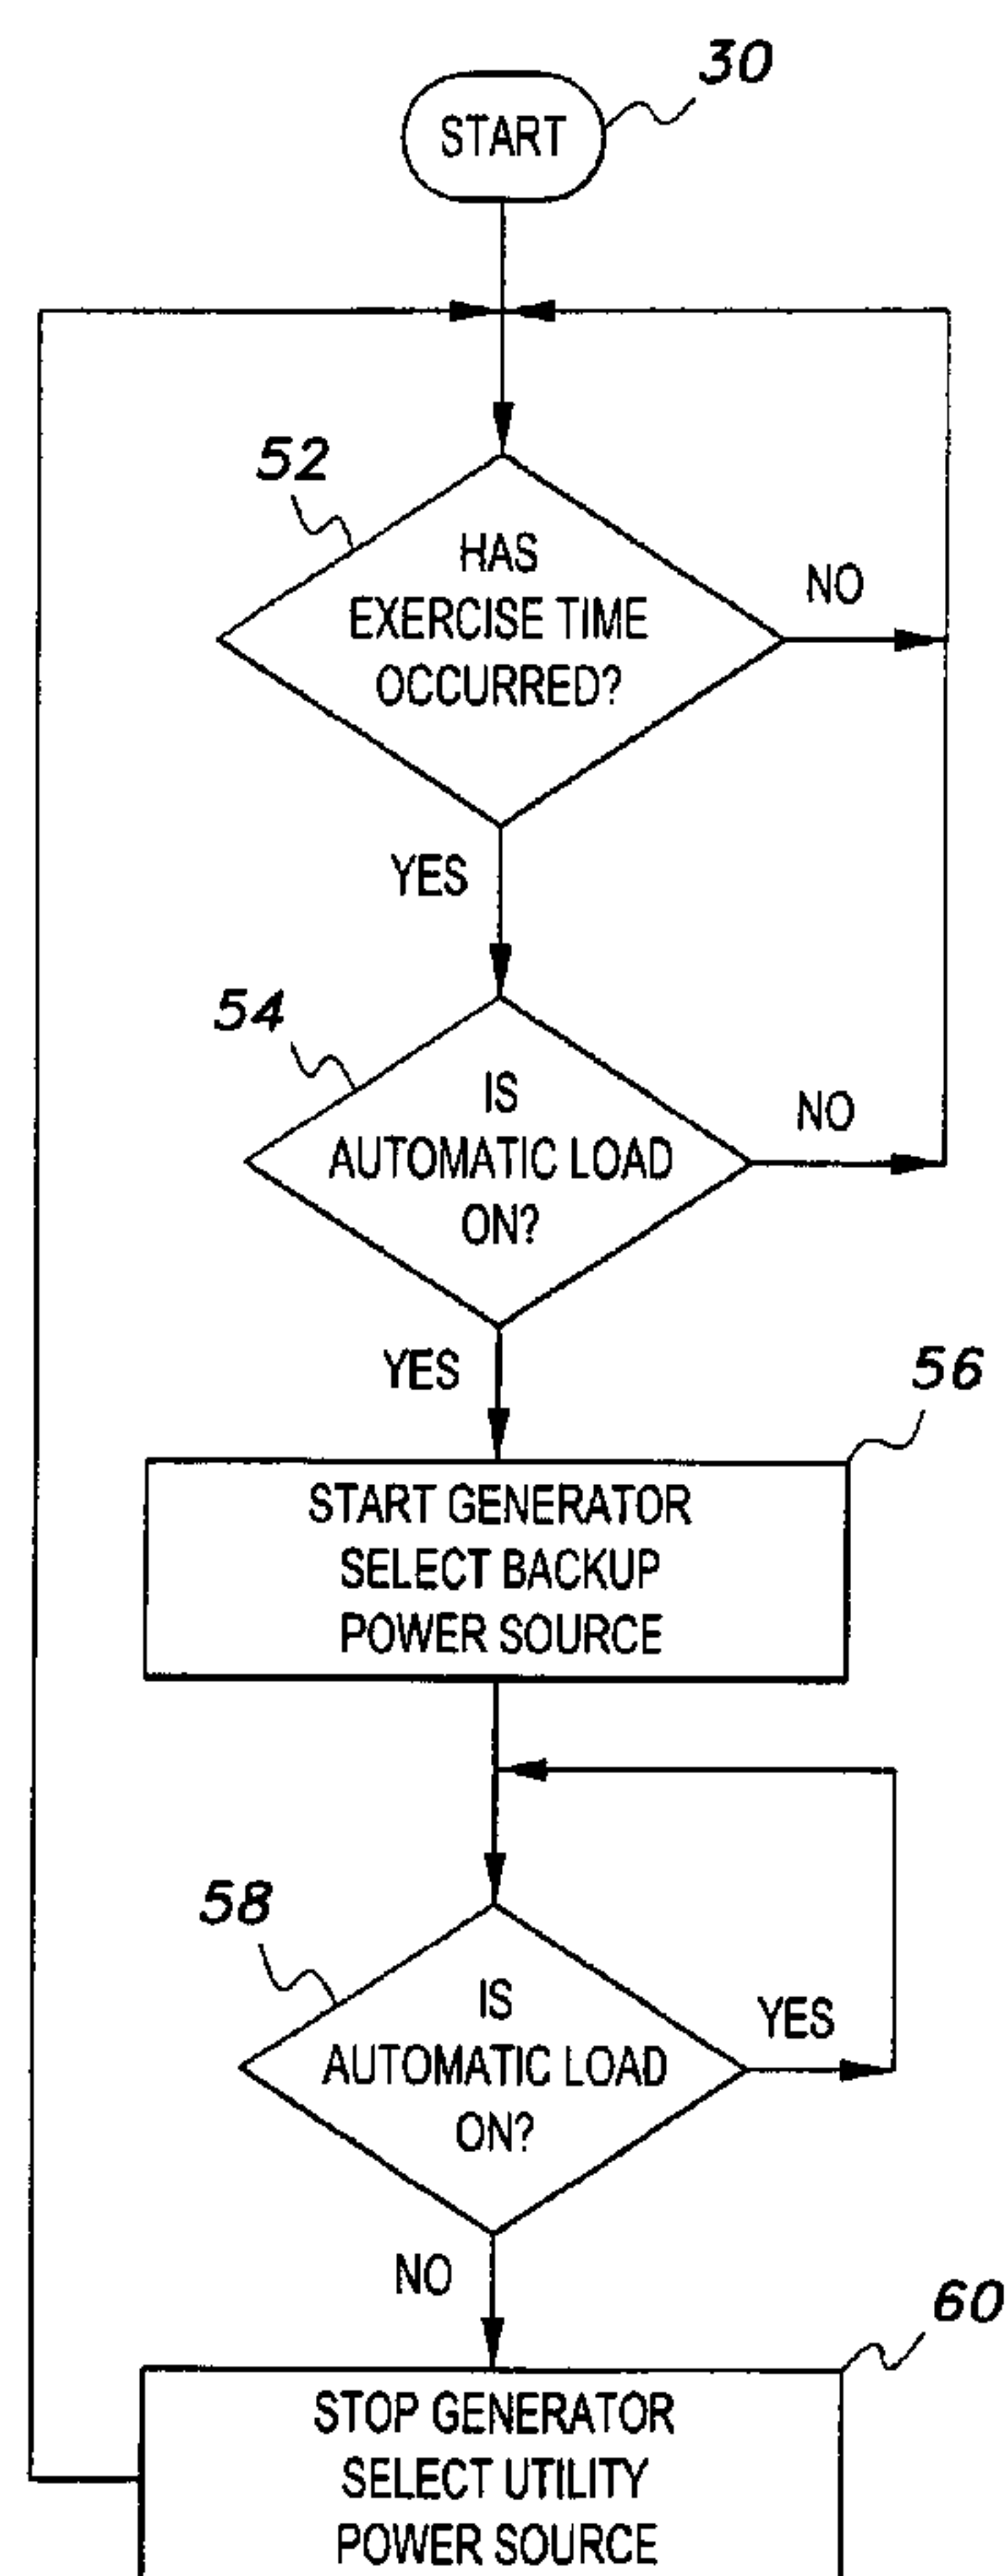 30
START
52
HAS
EXERCISE TIME
OCCURRED?
NO
YES
54
IS
AUTOMATIC LOAD
ON?
NO
YES
56
START GENERATOR
SELECT BACKUP
POWER SOURCE
58
IS
AUTOMATIC LOAD
ON?
YES
NO
60
STOP GENERATOR
SELECT UTILITY
POWER SOURCE